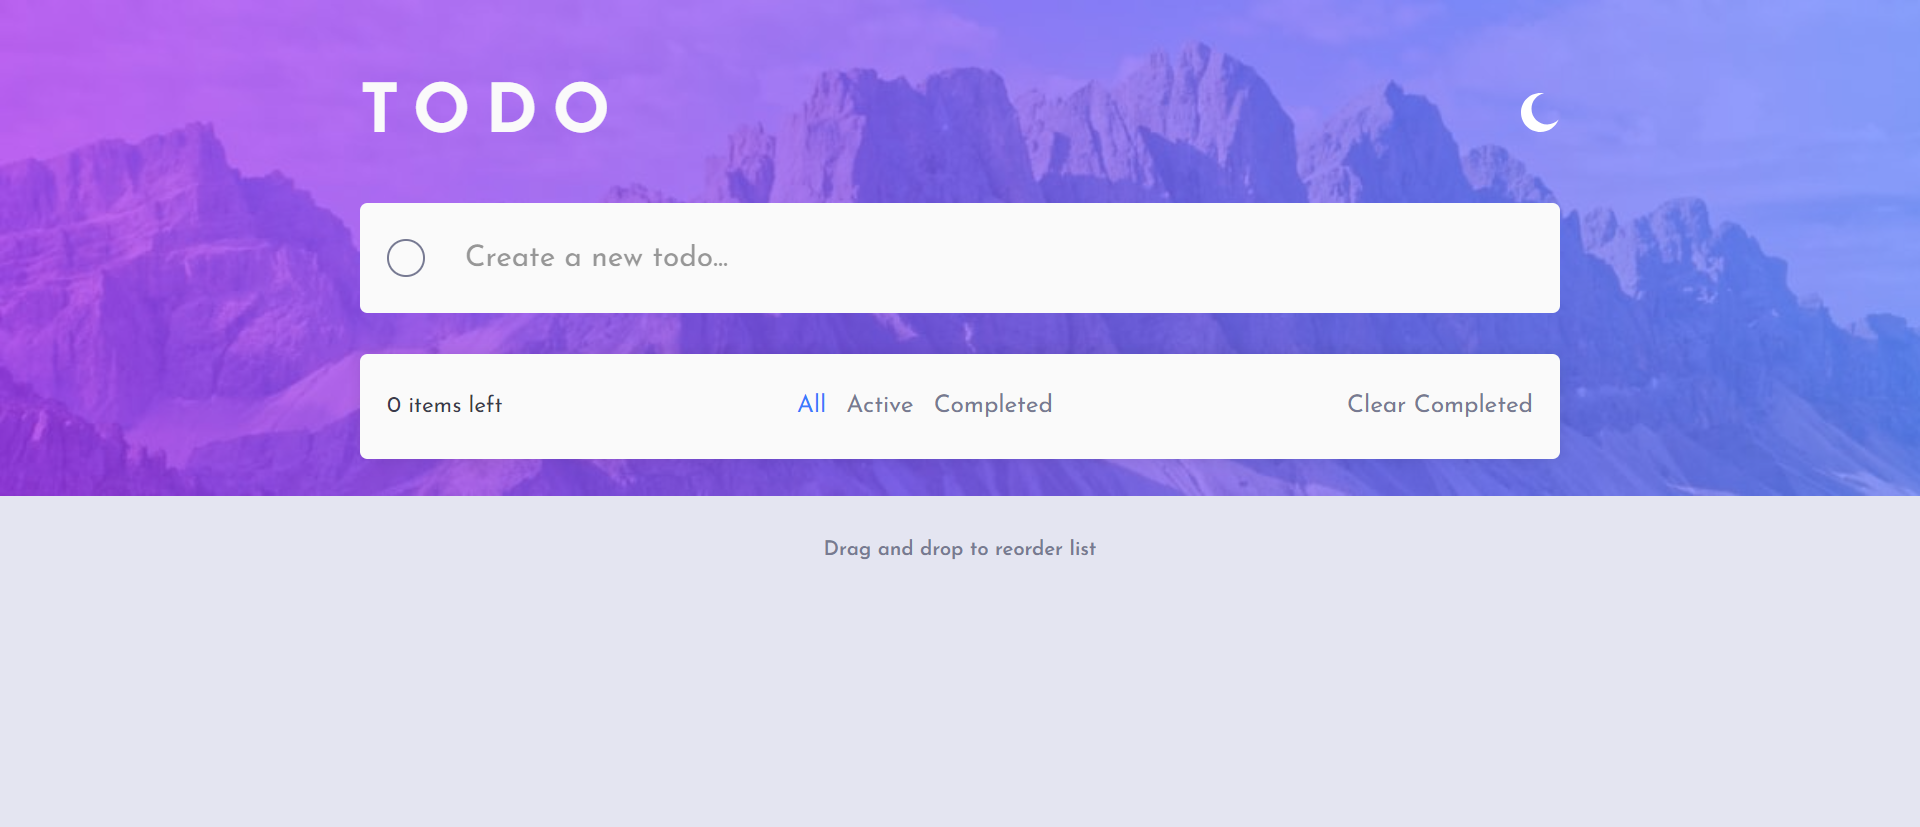 TODO
Create a new todo...
0 items left All Active Completed Clear Completed
Drag and drop to reorder list